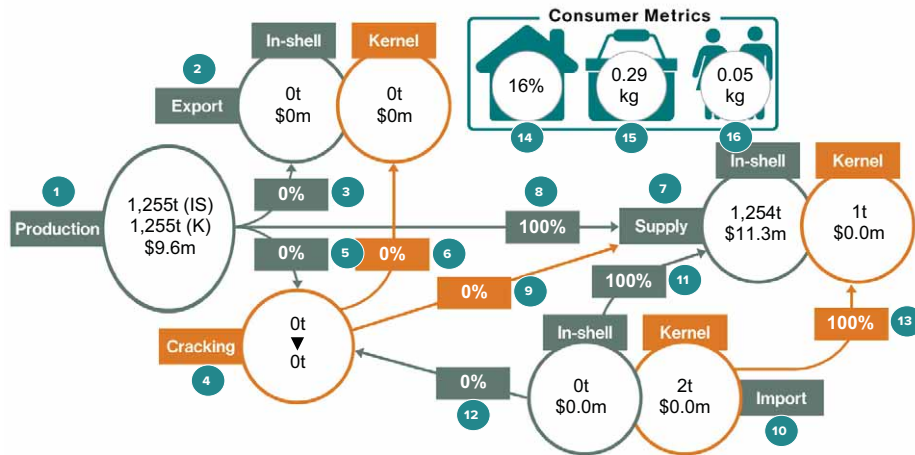 Consumer Metrics
16%
0.29
kg
0.05
kg
14
15
16
2
Export
In-shell
0t
$0m
Kernel
0t
$0m
1
Production
1,255t (IS)
1,255t (K)
$9.6m
0%
3
8
100%
7
Supply
In-shell
1,254t
$11.3m
Kernel
1t
$0.0m
0%
5
0%
6
0%
9
100%
11
Cracking
4
0t
▼
0t
0%
12
In-shell
0t
$0.0m
Kernel
2t
$0.0m
Import
10
100%
13